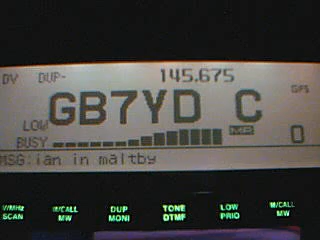 DV DUP- 145.675
GPS
GB7YD C
LOW MR 0
BUSY
MSG:ian in maltby
V/MHz M/CALL DUP TONE LOW M/CALL
SCAN MW MONI DTMF PRIO MW